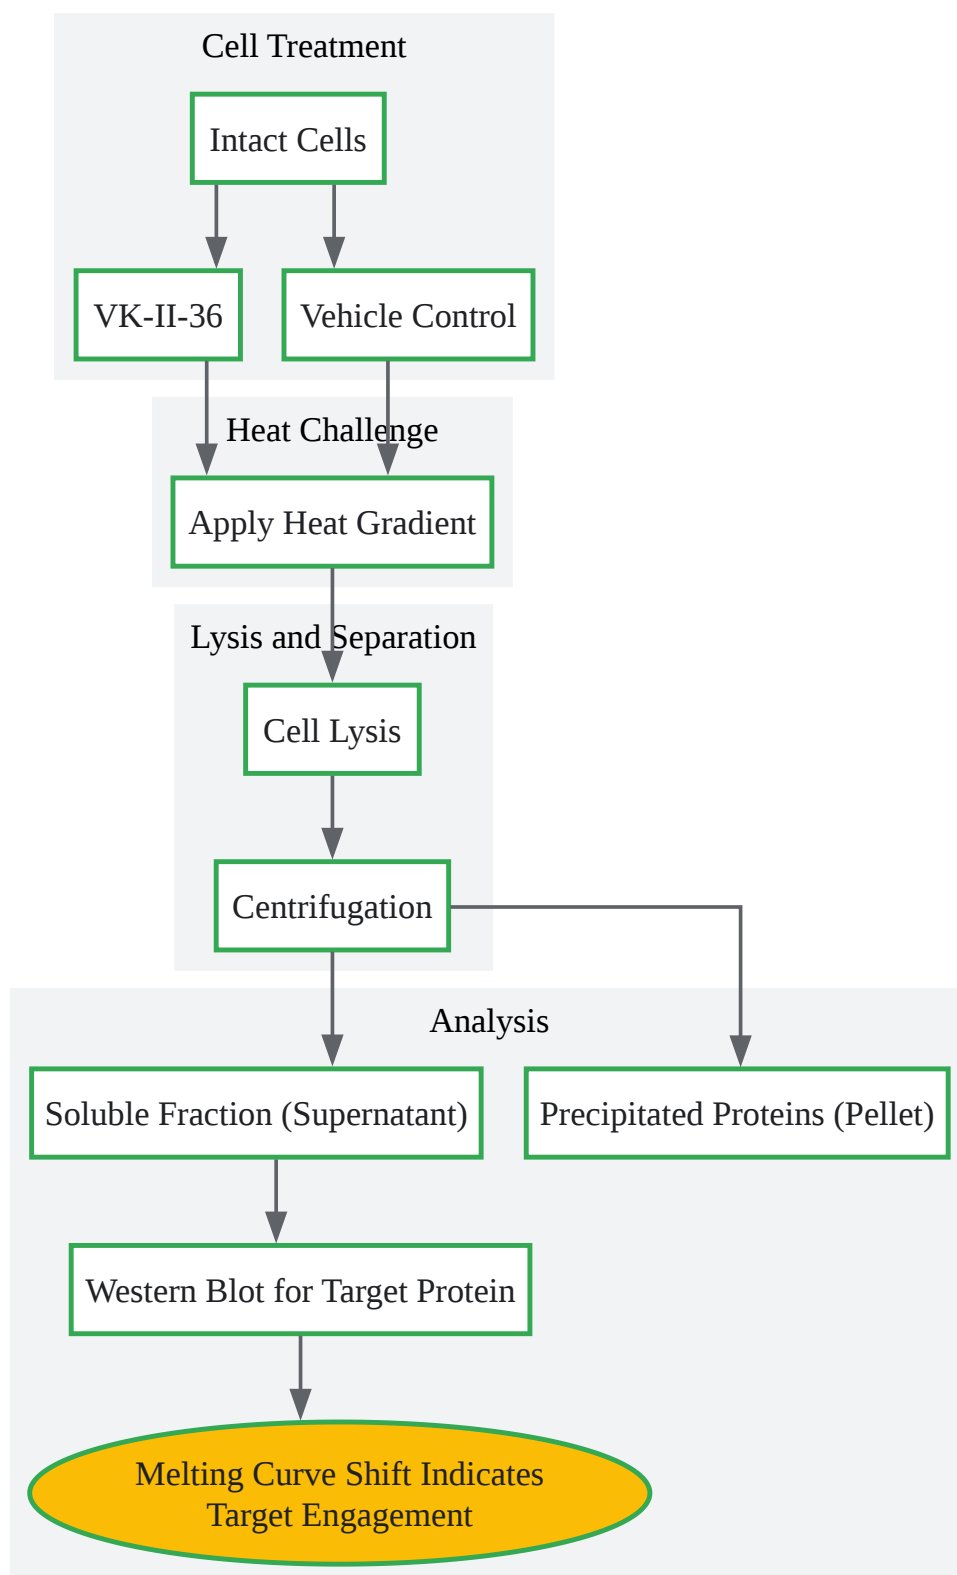 Cell Treatment
Intact Cells
VK-II-36
Vehicle Control
Heat Challenge
Apply Heat Gradient
Lysis and Separation
Cell Lysis
Centrifugation
Analysis
Soluble Fraction (Supernatant)
Precipitated Proteins (Pellet)
Western Blot for Target Protein
Melting Curve Shift Indicates
Target Engagement